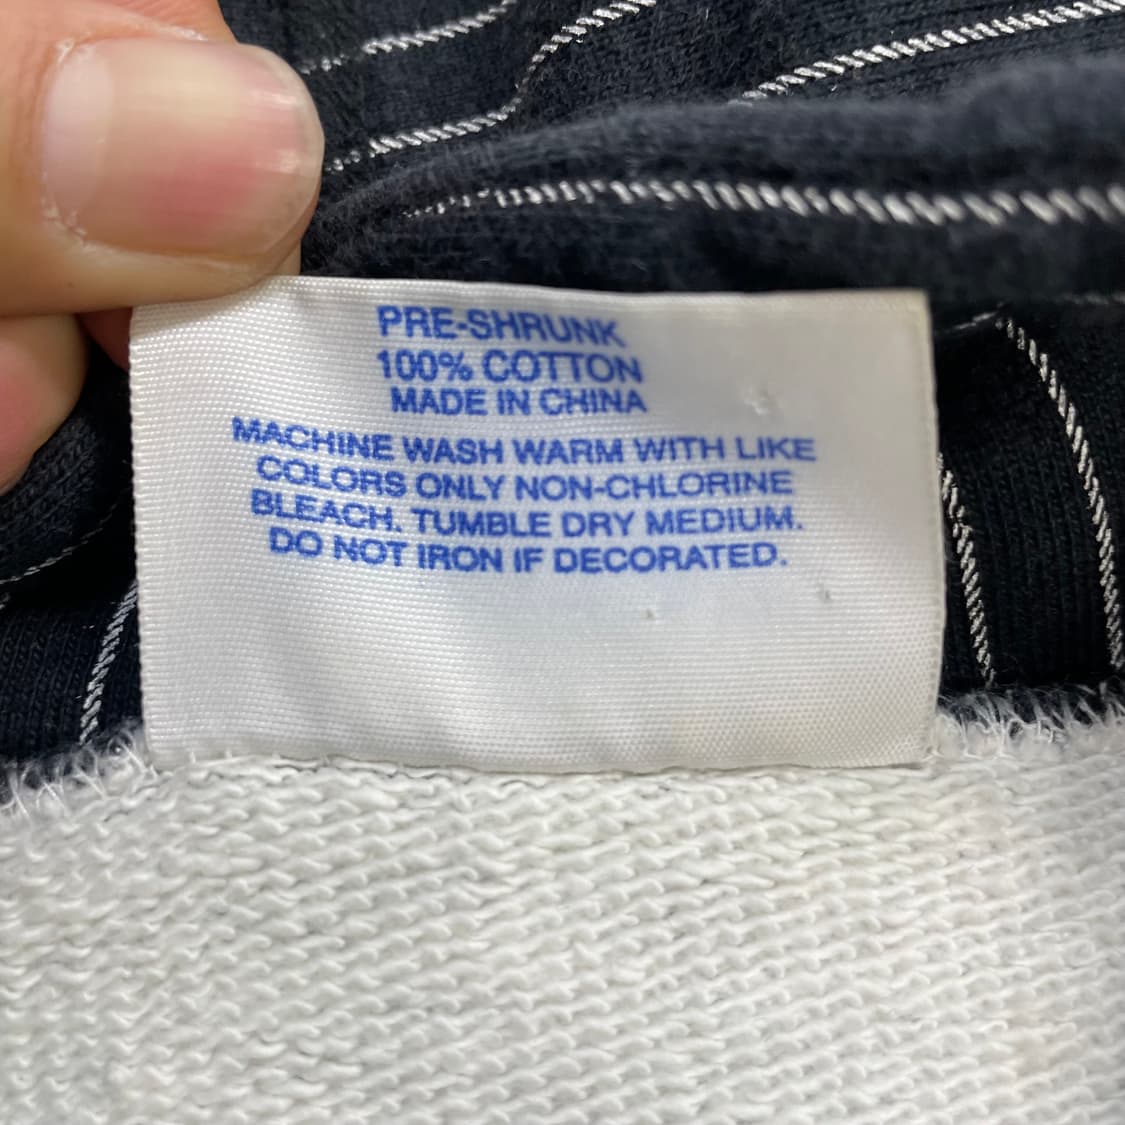 PRE-SHRUNK
100% COTTON
MADE IN CHINA
MACHINE WASH WARM WITH LIKE
COLORS ONLY NON-CHLORINE
BLEACH. TUMBLE DRY MEDIUM.
DO NOT IRON IF DECORATED.